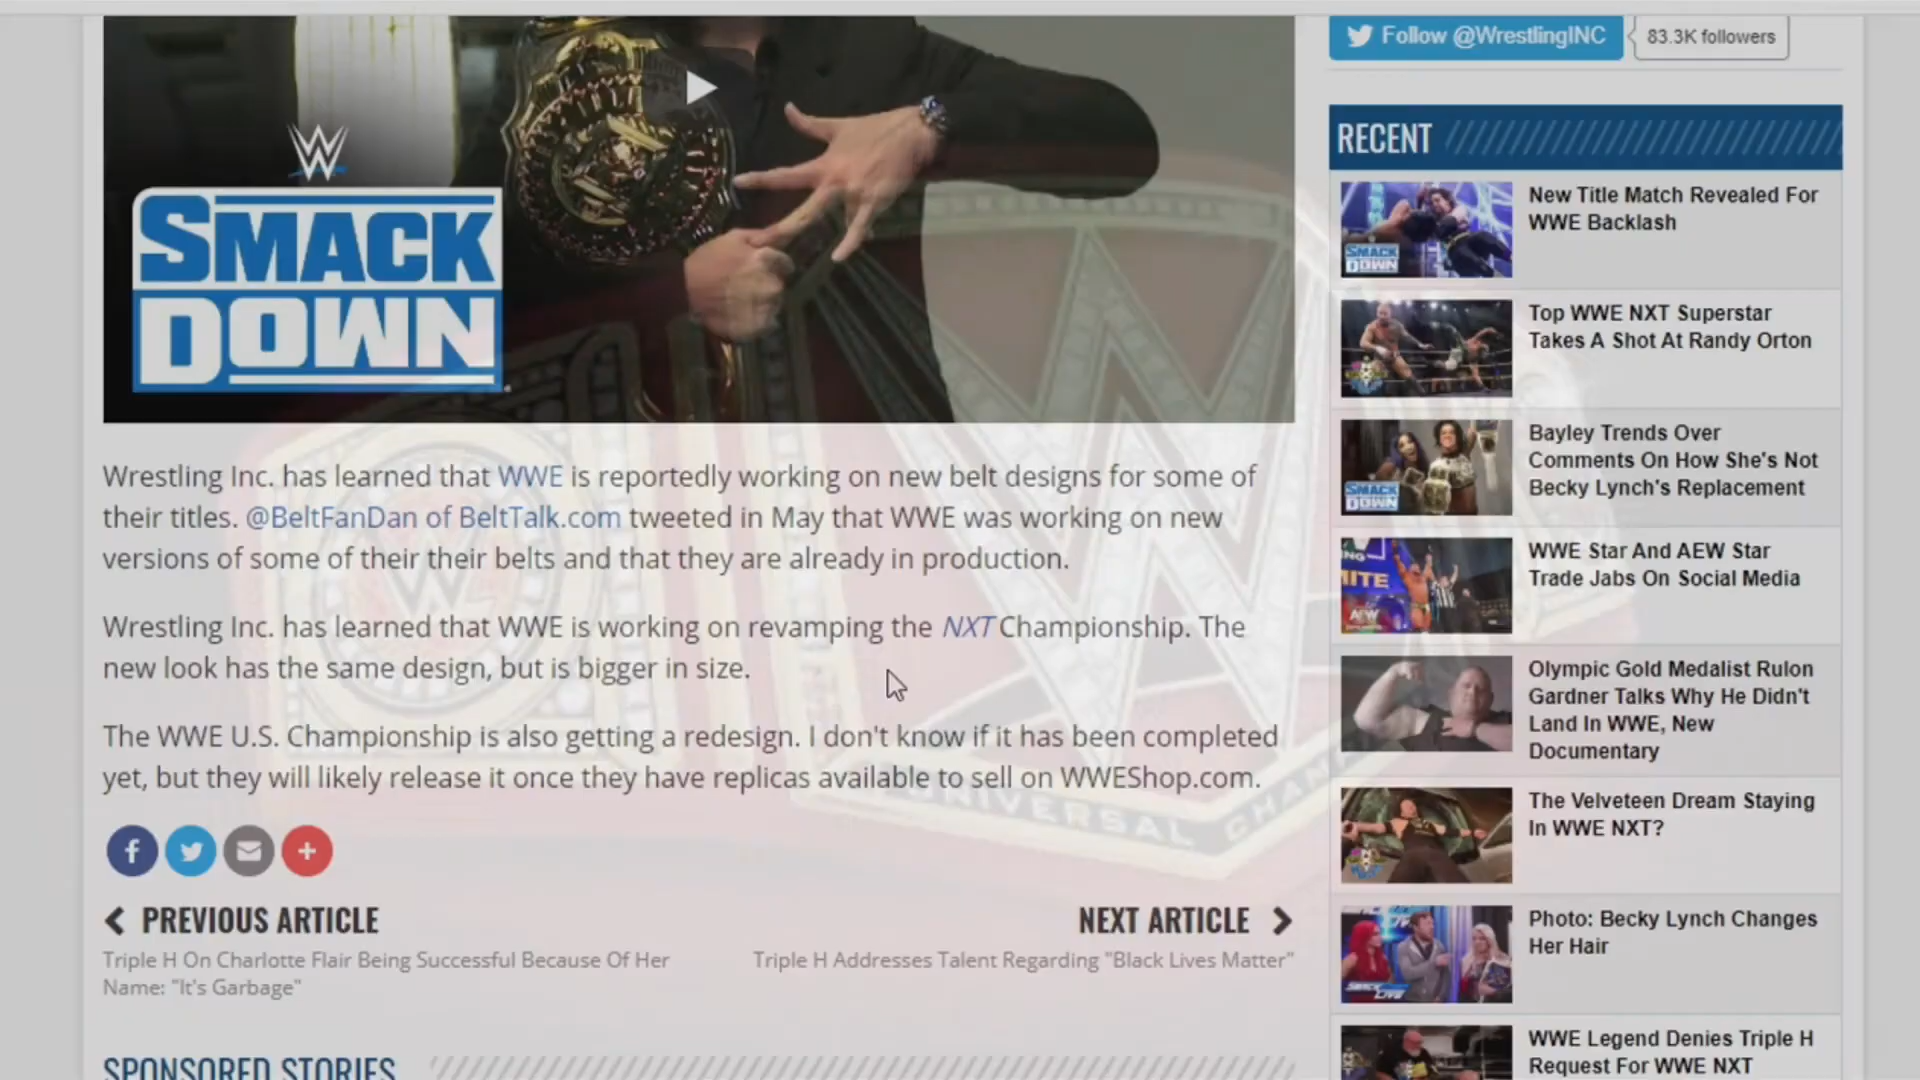 Follow @WrestlingINC
83.3K followers
W
SMACK
DOWN
Wrestling Inc. has learned that WWE is reportedly working on new belt designs for some of
their titles. @BeltFanDan of BeltTalk.com tweeted in May that WWE was working on new
versions of some of their their belts and that they are already in production.
Wrestling Inc. has learned that WWE is working on revamping the NXT Championship. The
new look has the same design, but is bigger in size.
The WWE U.S. Championship is also getting a redesign. I don't know if it has been completed
yet, but they will likely release it once they have replicas available to sell on WWEShop.com.
UNIVERSAL CHAMP
PREVIOUS ARTICLE
Triple H On Charlotte Flair Being Successful Because Of Her
Name: "It's Garbage"
NEXT ARTICLE
Triple H Addresses Talent Regarding "Black Lives Matter"
SPONSORED STORIES
RECENT
New Title Match Revealed For
WWE Backlash
SMACK
DOWN
Top WWE NXT Superstar
Takes A Shot At Randy Orton
Bayley Trends Over
Comments On How She's Not
Becky Lynch's Replacement
SMACK
DOWN
WWE Star And AEW Star
Trade Jabs On Social Media
AEW
Olympic Gold Medalist Rulon
Gardner Talks Why He Didn't
Land In WWE, New
Documentary
The Velveteen Dream Staying
In WWE NXT?
Photo: Becky Lynch Changes
Her Hair
SMACK
LIVE
WWE Legend Denies Triple H
Request For WWE NXT